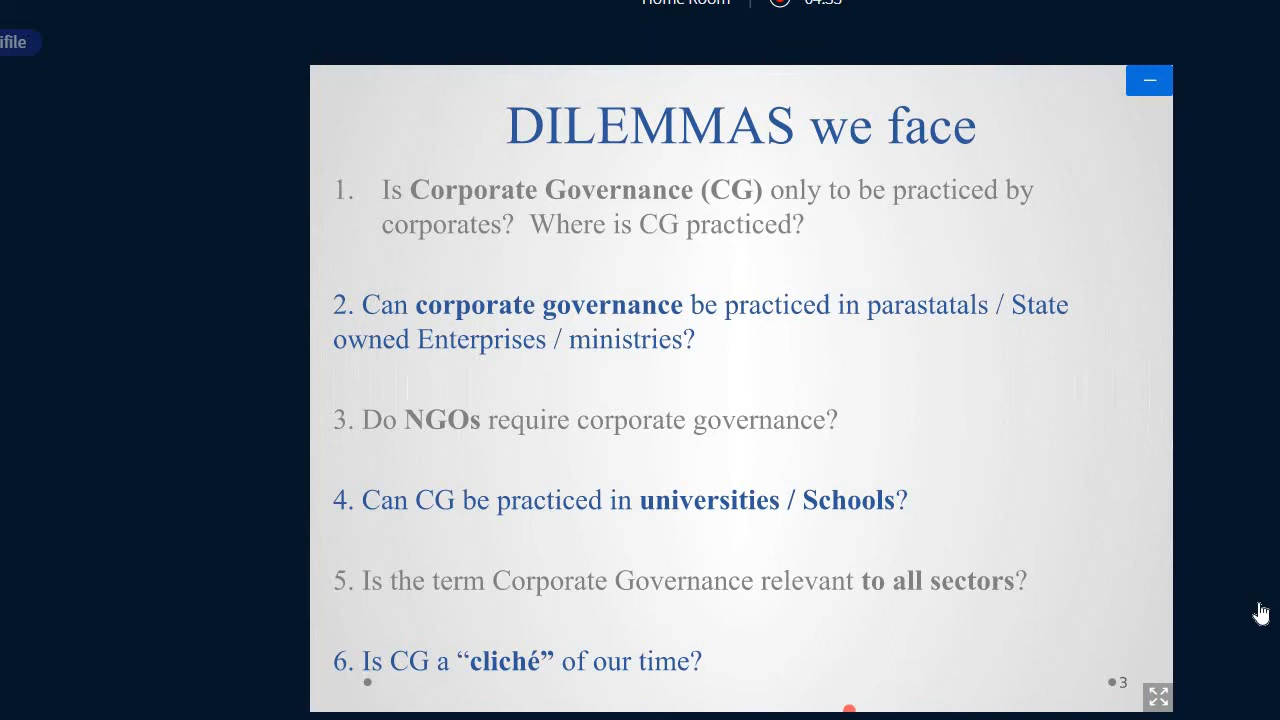 Home Room
ifile
DILEMMAS we face
1. Is Corporate Governance (CG) only to be practiced by
corporates? Where is CG practiced?
2. Can corporate governance be practiced in parastatals / State
owned Enterprises / ministries?
3. Do NGOs require corporate governance?
4. Can CG be practiced in universities / Schools?
5. Is the term Corporate Governance relevant to all sectors?
6. Is CG a “cliché” of our time?
3